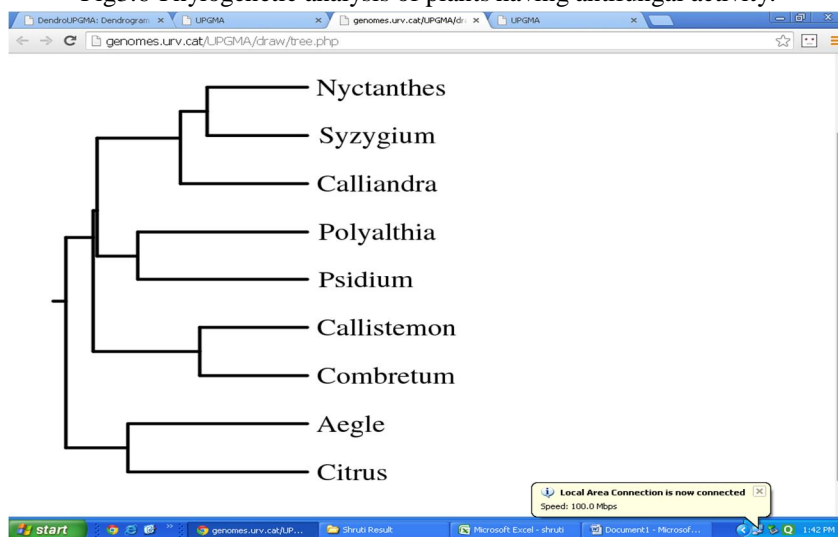 Fig3.6 Phylogenetic analysis of plants having antifungal activity.
DendroUPGMA: Dendrogram
UPGMA
genomes.urv.cat/UPGMA/dr
UPGMA
genomes.urv.cat/UPGMA/draw/tree.php
Nyctanthes
Syzygium
Calliandra
Polyalthia
Psidium
Callistemon
Combretum
Aegle
Citrus
Local Area Connection is now connected
Speed: 100.0 Mbps
start
genomes.urv.cat/UP...
Shruti Result
Microsoft Excel - shruti
Document1 - Microsof...
1:42 PM